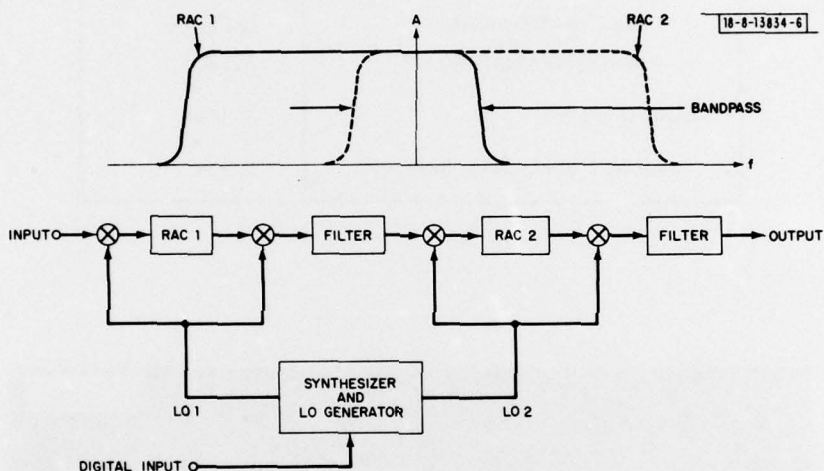 RAC 1
A
RAC 2
18-8-13834-6
BANDPASS
f
INPUT
RAC 1
FILTER
RAC 2
FILTER
OUTPUT
SYNTHESIZER
AND
LO GENERATOR
LO 1
LO 2
DIGITAL INPUT